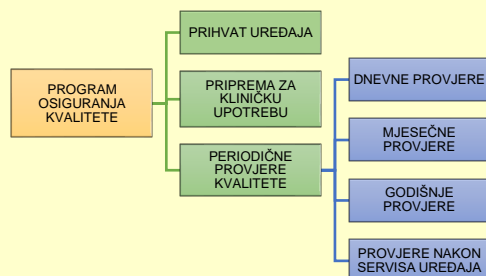 PROGRAM
OSIGURANJA
KVALITETE
PRIHVAT UREĐAJA
PRIPREMA ZA
KLINIČKU
UPOTREBU
PERIODIČNE
PROVJERE
KVALITETE
DNEVNE PROVJERE
MJESEČNE
PROVJERE
GODIŠNJE
PROVJERE
PROVJERE NAKON
SERVISA UREĐAJA